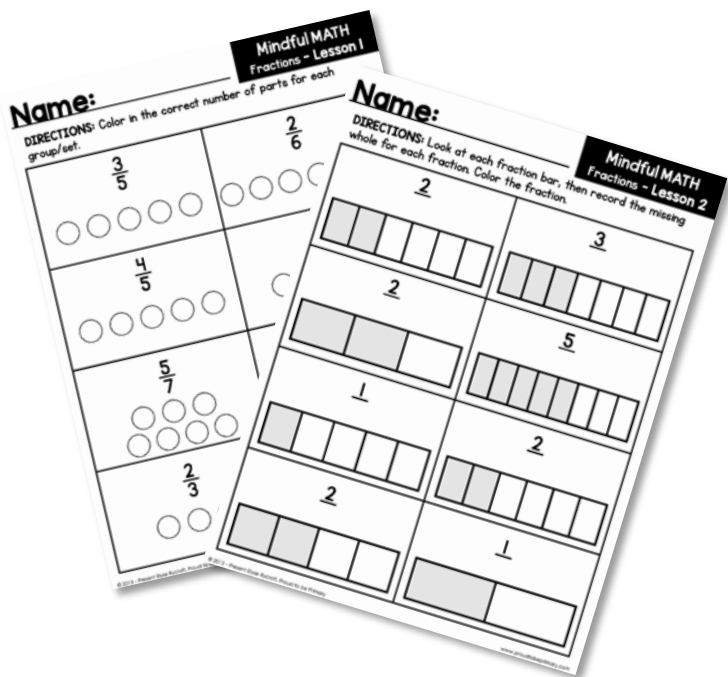 Mindful MATH
Fractions - Lesson 1
Name:
DIRECTIONS: Color in the correct number of parts for each
group/set.
3
5
2
6
4
5
5
7
2
3
Mindful MATH
Fractions - Lesson 2
Name:
DIRECTIONS: Look at each fraction bar, then record the missing
whole for each fraction. Color the fraction.
2
3
2
5
1
2
2
1
www.proudtobeprimary.com